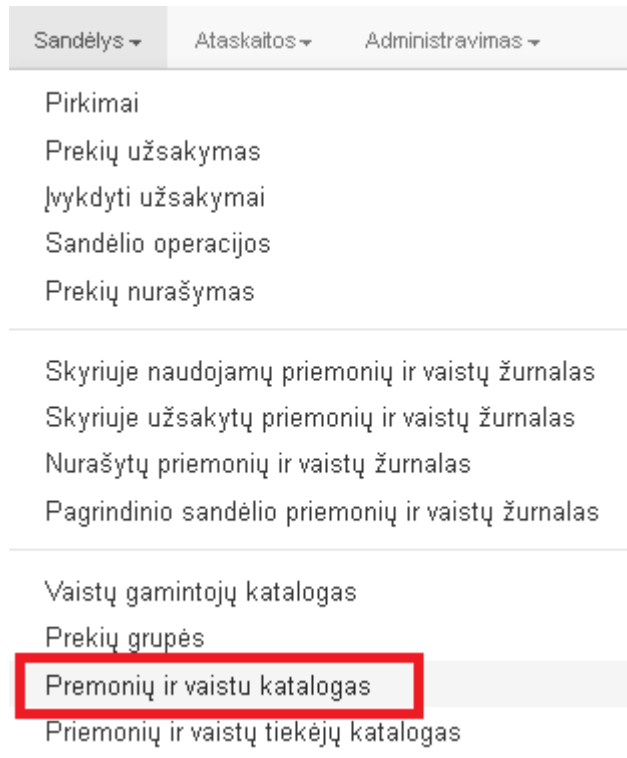 Sandėlys Ataskaitos Administravimas
Pirkimai
Prekių užsakymas
Įvykdyti užsakymai
Sandėlio operacijos
Prekių nurašymas
Skyriuje naudojamų priemonių ir vaistų žurnalas
Skyriuje užsakytų priemonių ir vaistų žurnalas
Nurašytų priemonių ir vaistų žurnalas
Pagrindinio sandėlio priemonių ir vaistų žurnalas
Vaistų gamintojų katalogas
Prekių grupės
Premonių ir vaistu katalogas
Priemonių ir vaistų tiekėjų katalogas